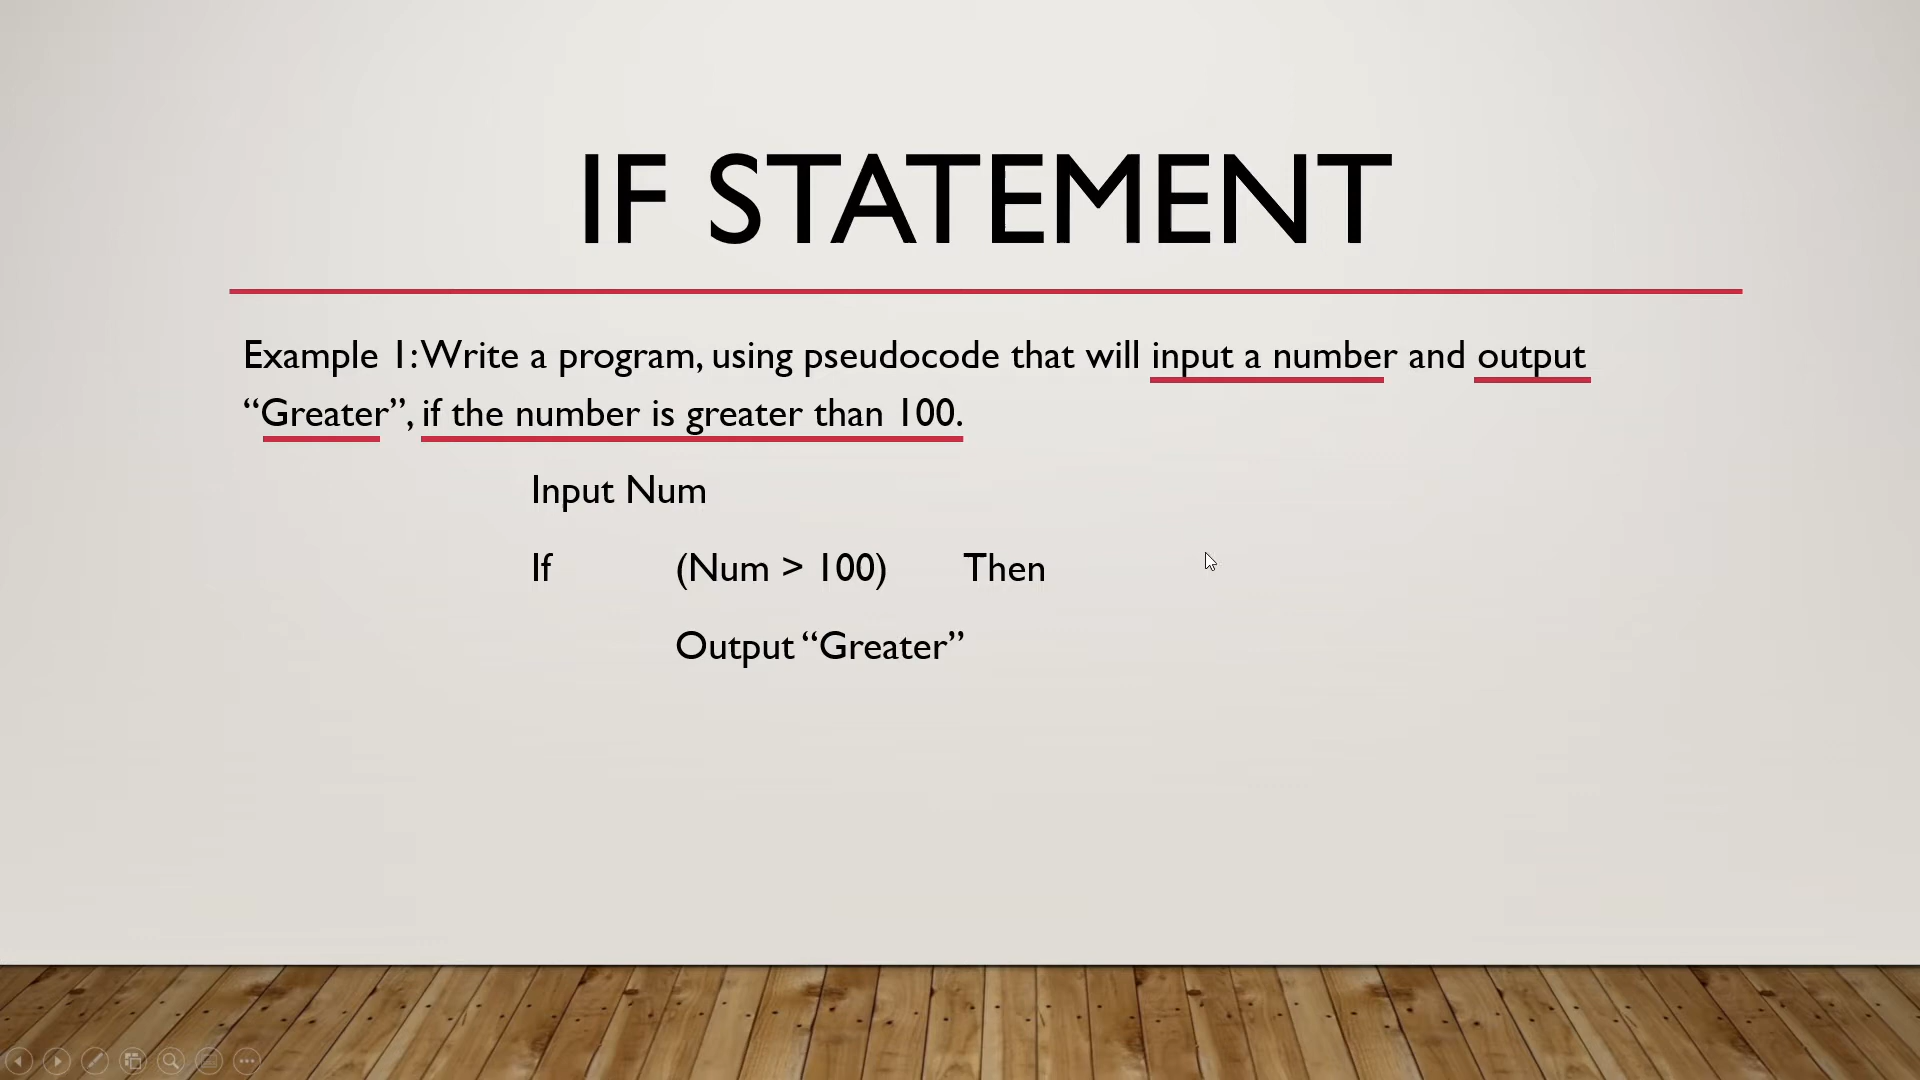 IF STATEMENT
Example 1: Write a program, using pseudocode that will input a number and output
“Greater”, if the number is greater than 100.
Input Num
If (Num > 100) Then
Output “Greater”